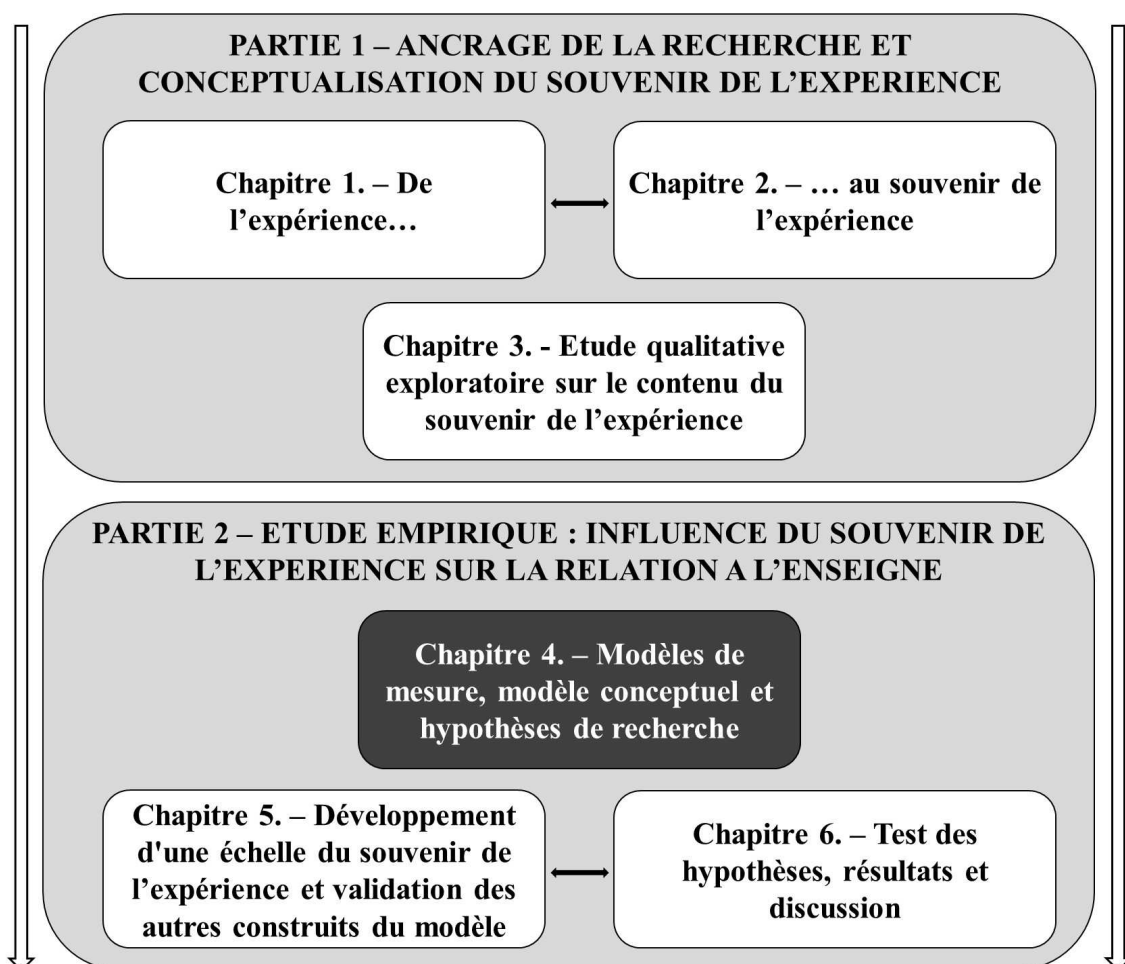 PARTIE 1 – ANCRAGE DE LA RECHERCHE ET
CONCEPTUALISATION DU SOUVENIR DE L’EXPERIENCE
Chapitre 1. – De
l’expérience…
Chapitre 2. – … au souvenir de
l’expérience
Chapitre 3. - Etude qualitative
exploratoire sur le contenu du
souvenir de l’expérience
PARTIE 2 – ETUDE EMPIRIQUE : INFLUENCE DU SOUVENIR DE
L’EXPERIENCE SUR LA RELATION A L’ENSEIGNE
Chapitre 4. – Modèles de
mesure, modèle conceptuel et
hypothèses de recherche
Chapitre 5. – Développement
d'une échelle du souvenir de
l’expérience et validation des
autres construits du modèle
Chapitre 6. – Test des
hypothèses, résultats et
discussion